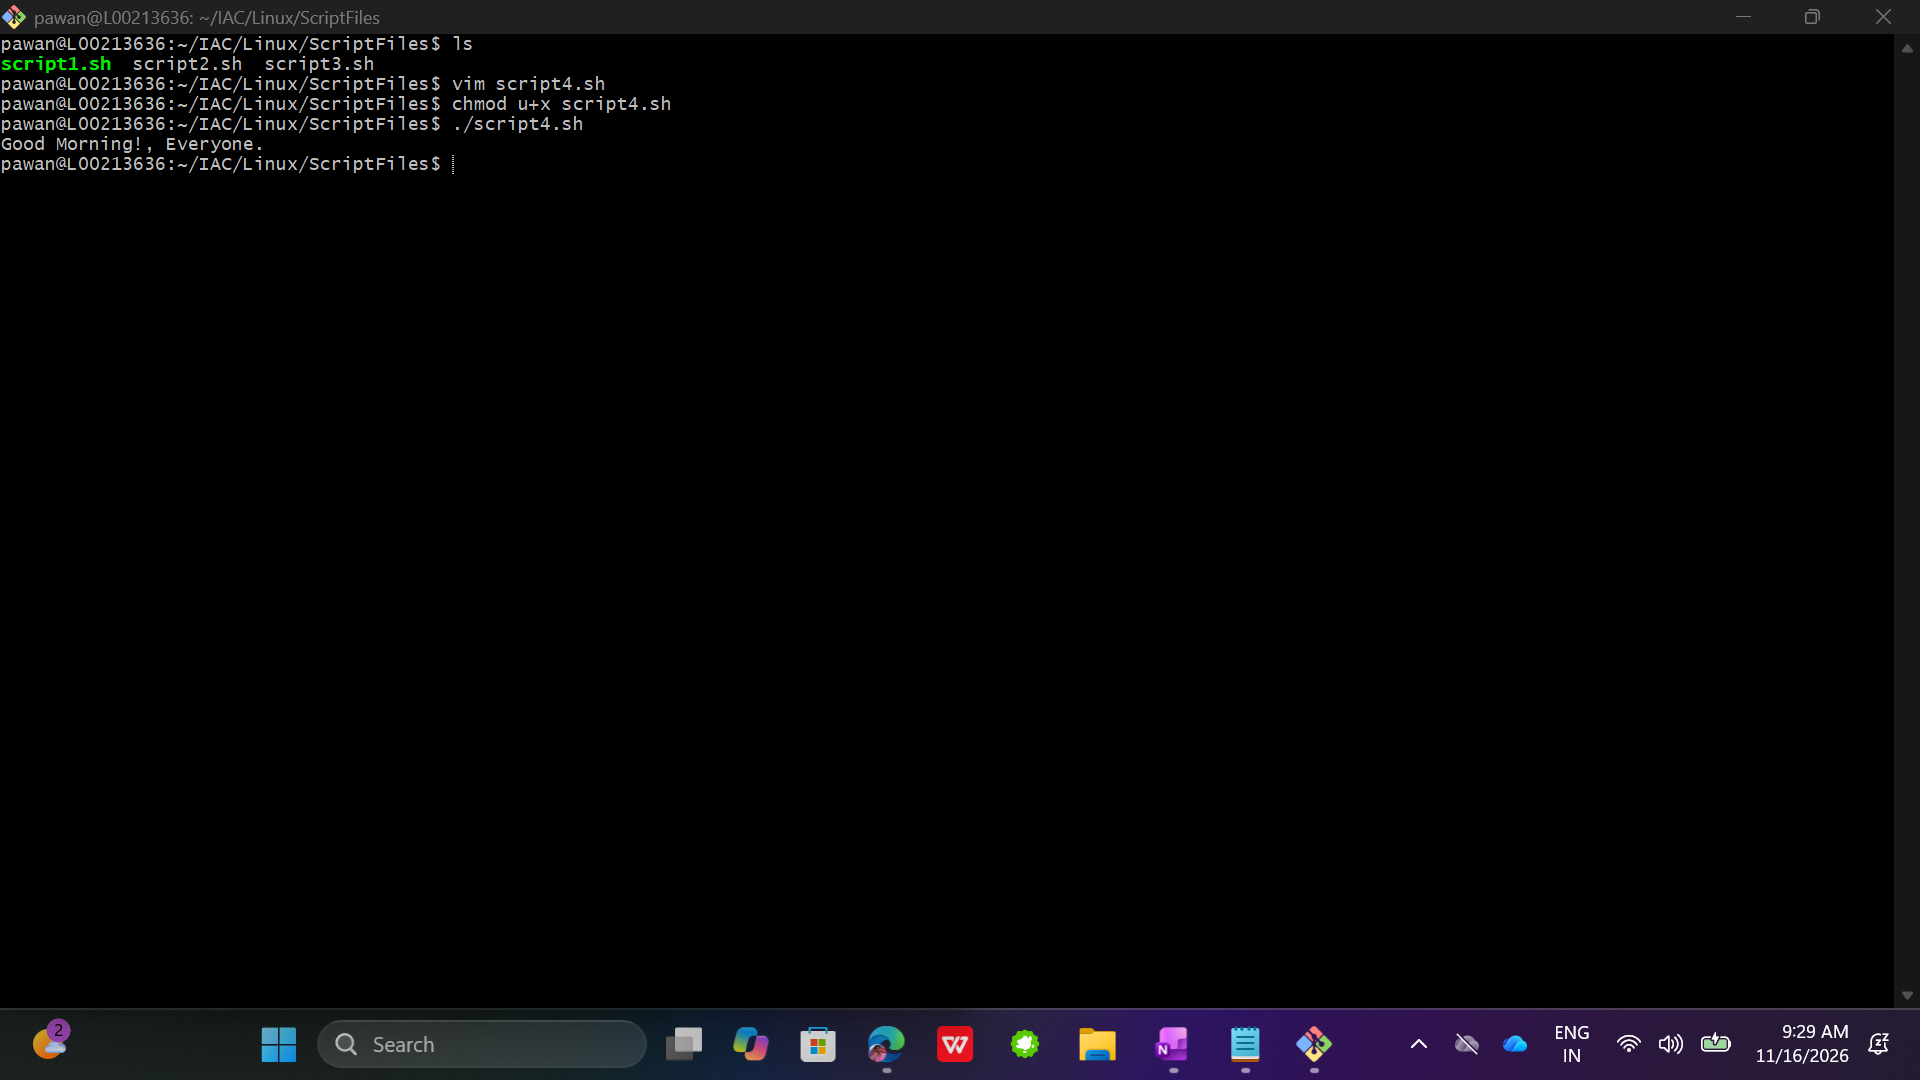 pawan@L00213636: ~/IAC/Linux/ScriptFiles
pawan@L00213636:~/IAC/Linux/ScriptFiles$ ls
script1.sh  script2.sh  script3.sh
pawan@L00213636:~/IAC/Linux/ScriptFiles$ vim script4.sh
pawan@L00213636:~/IAC/Linux/ScriptFiles$ chmod u+x script4.sh
pawan@L00213636:~/IAC/Linux/ScriptFiles$ ./script4.sh
Good Morning!, Everyone.
pawan@L00213636:~/IAC/Linux/ScriptFiles$
2
Search
W
N
ENG
IN
9:29 AM
11/16/2026